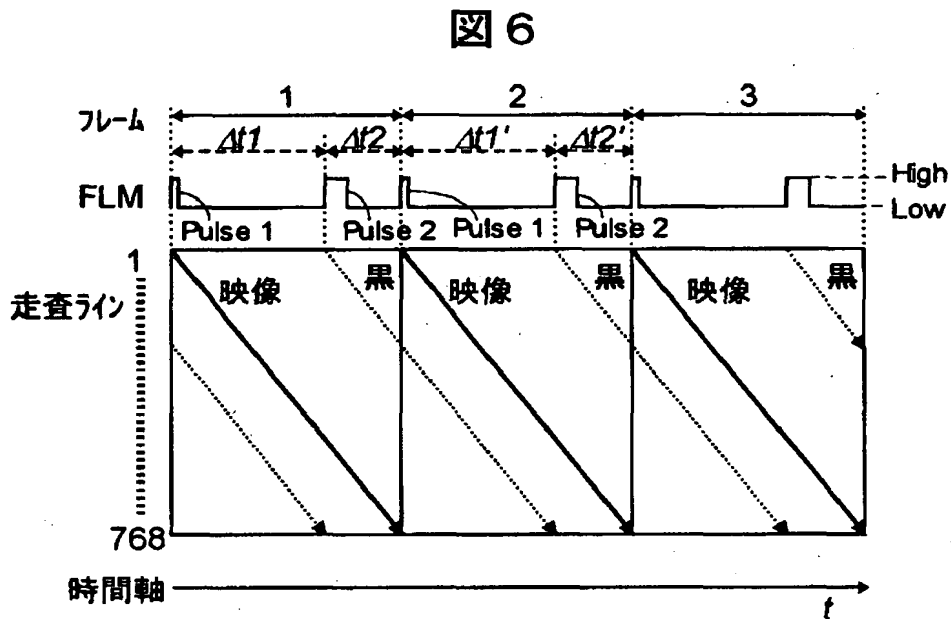 図6
1 2 3
フレーム
Δt1 Δt2 Δt1' Δt2'
FLM High
Low
Pulse 1 Pulse 2 Pulse 1 Pulse 2
1
映像 黒 映像 黒 映像 黒
走査ライン
768
時間軸
t